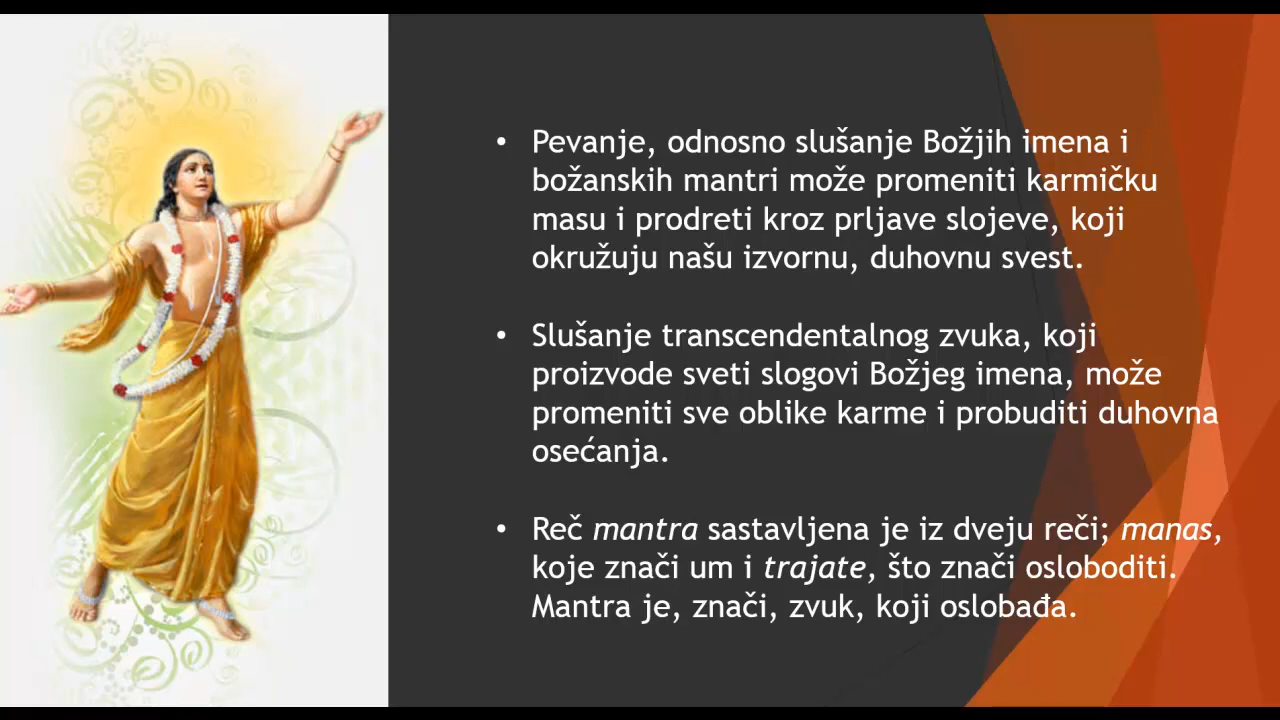 • Pevanje, odnosno slušanje Božjih imena i
božanskih mantri može promeniti karmičku
masu i prodreti kroz prljave slojeve, koji
okružuju našu izvornu, duhovnu svest.
• Slušanje transcendentalnog zvuka, koji
proizvode sveti slogovi Božjeg imena, može
promeniti sve oblike karme i probuditi duhovna
osećanja.
• Reč mantra sastavljena je iz dveju reči; manas,
koje znači um i trajate, što znači osloboditi.
Mantra je, znači, zvuk, koji oslobađa.